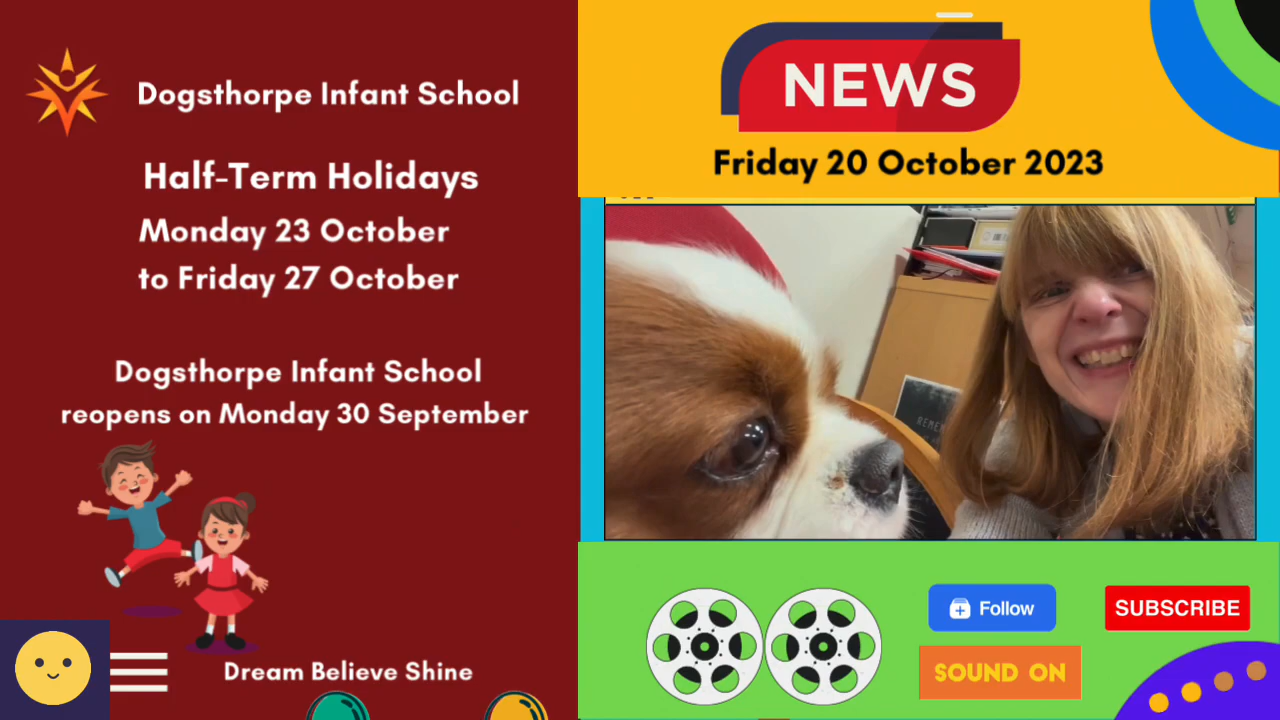 Dogsthorpe Infant School
Half-Term Holidays
Monday 23 October
to Friday 27 October
Dogsthorpe Infant School
reopens on Monday 30 September
Dream Believe Shine
NEWS
Friday 20 October 2023
Follow
SUBSCRIBE
SOUND ON